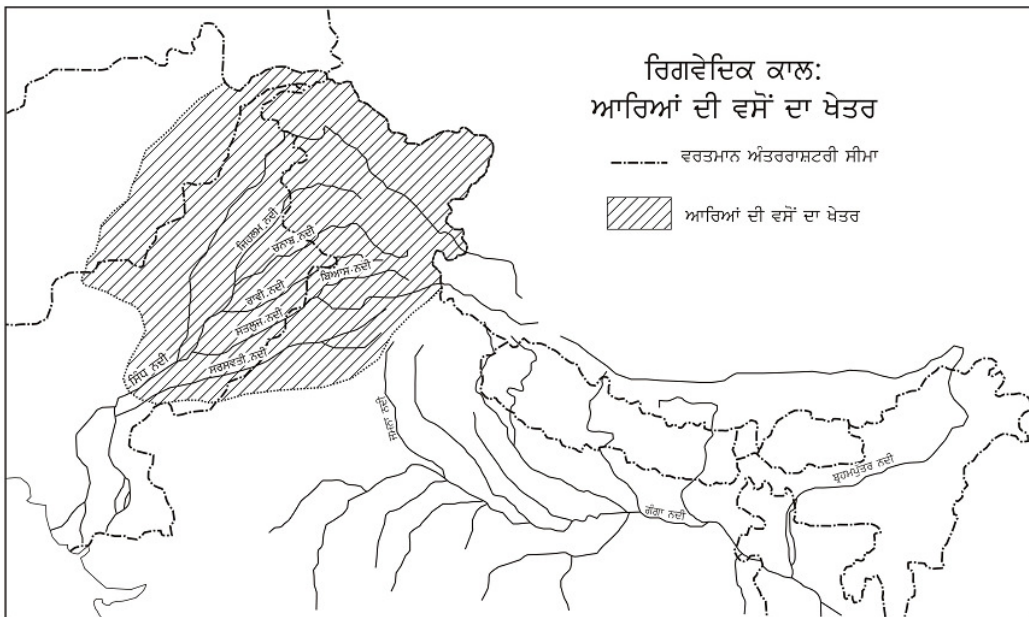 ਰਿਗਵੇਦਿਕ ਕਾਲ:
ਆਰਿਆਂ ਦੀ ਵਸੋਂ ਦਾ ਖੇਤਰ
ਵਰਤਮਾਨ ਅੰਤਰਰਾਸ਼ਟਰੀ ਸੀਮਾ
ਆਰਿਆਂ ਦੀ ਵਸੋਂ ਦਾ ਖੇਤਰ
ਜਿਹਲਮ ਨਦੀ
ਚਨਾਬ ਨਦੀ
ਬਿਆਸ ਨਦੀ
ਰਾਵੀ ਨਦੀ
ਸਤਲੁਜ ਨਦੀ
ਸਰਸਵਤੀ ਨਦੀ
ਸਿੰਧ ਨਦੀ
ਨਦੀ
ਬ੍ਰਹਮਪੁੱਤਰ ਨਦੀ
ਗੰਗਾ ਨਦੀ